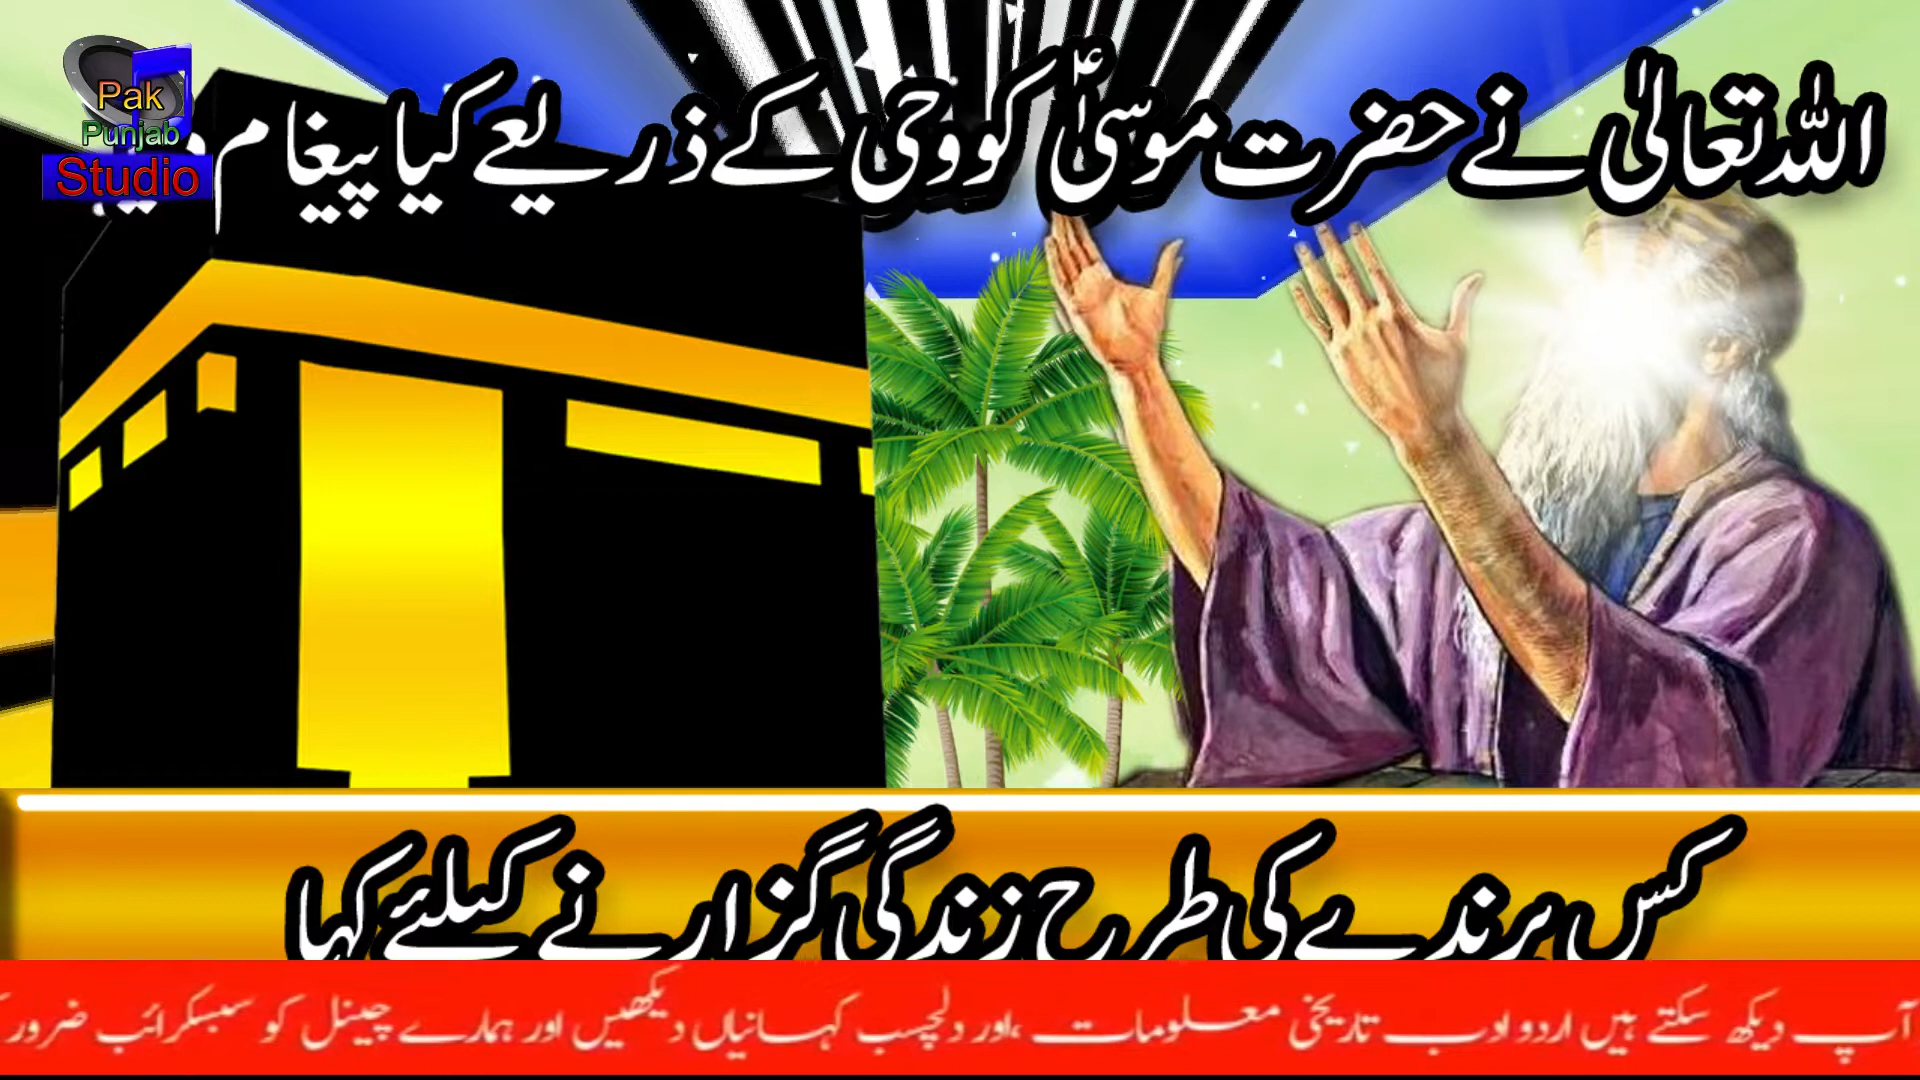 Pak
Punjab
Studio
اللہ تعالیٰ نے حضرت موسیٰؑ کو وحی کے ذریعے کیا پیغام
کس پرندے کی طرح زندگی گزارنے کیلئے کہا
آپ دیکھ سکتے ہیں اردو ادب تاریخی معلومات ،اور دلچسب کہانیاں دیکھیں اور ہمارے چینل کو سبسکرائب ضرور